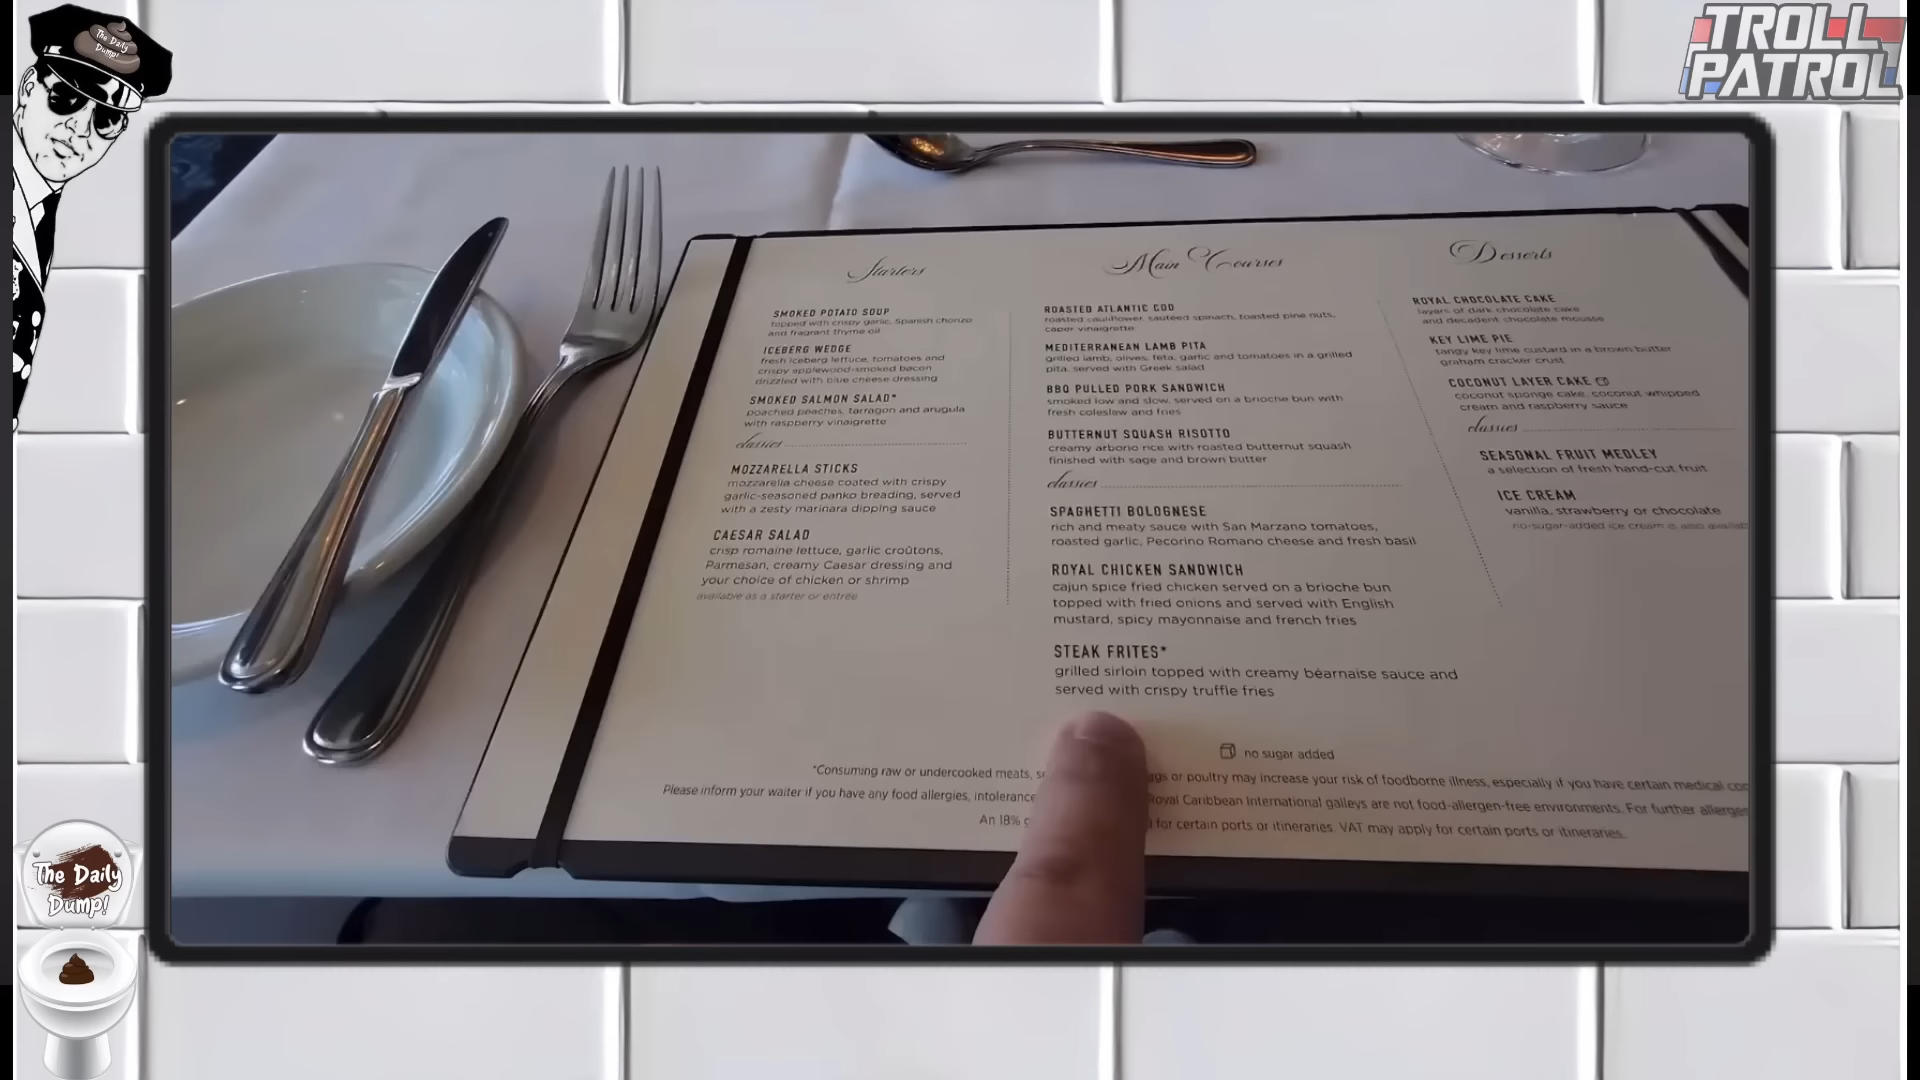 The Daily
Dump!
TROLL
PATROL
Starters
SMOKED POTATO SOUP
topped with crispy garlic, Spanish chorizo
and fragrant thyme oil
ICEBERG WEDGE
fresh iceberg lettuce, tomatoes and
crispy applewood-smoked bacon
drizzled with blue cheese dressing
SMOKED SALMON SALAD*
poached peaches, tarragon and arugula
with raspberry vinaigrette
classics
MOZZARELLA STICKS
mozzarella cheese coated with crispy
garlic-seasoned panko breading, served
with a zesty marinara dipping sauce
CAESAR SALAD
crisp romaine lettuce, garlic croûtons,
Parmesan, creamy Caesar dressing and
your choice of chicken or shrimp
available as a starter or entrée
Main Courses
ROASTED ATLANTIC COD
roasted cauliflower, sautéed spinach, toasted pine nuts,
caper vinaigrette
MEDITERRANEAN LAMB PITA
grilled lamb, olives, feta, garlic and tomatoes in a grilled
pita, served with Greek salad
BBQ PULLED PORK SANDWICH
smoked low and slow, served on a brioche bun with
fresh coleslaw and fries
BUTTERNUT SQUASH RISOTTO
creamy arborio rice with roasted butternut squash
finished with sage and brown butter
classics
SPAGHETTI BOLOGNESE
rich and meaty sauce with San Marzano tomatoes,
roasted garlic, Pecorino Romano cheese and fresh basil
ROYAL CHICKEN SANDWICH
cajun spice fried chicken served on a brioche bun
topped with fried onions and served with English
mustard, spicy mayonnaise and french fries
STEAK FRITES*
grilled sirloin topped with creamy béarnaise sauce and
served with crispy truffle fries
Desserts
ROYAL CHOCOLATE CAKE
layers of dark chocolate cake
and decadent chocolate mousse
KEY LIME PIE
tangy key lime custard in a brown butter
graham cracker crust
COCONUT LAYER CAKE
coconut sponge cake, coconut whipped
cream and raspberry sauce
classics
SEASONAL FRUIT MEDLEY
a selection of fresh hand-cut fruit
ICE CREAM
vanilla, strawberry or chocolate
no-sugar-added ice cream is also
no sugar added
*Consuming raw or undercooked meats, or poultry may increase your risk of foodborne illness, especially if you have certain medical
Please inform your waiter if you have any food allergies, Royal Caribbean International galleys are not food-allergen-free environments. For further
An 18% for certain ports or itineraries. VAT may apply for certain ports or itineraries.
The Daily
Dump!